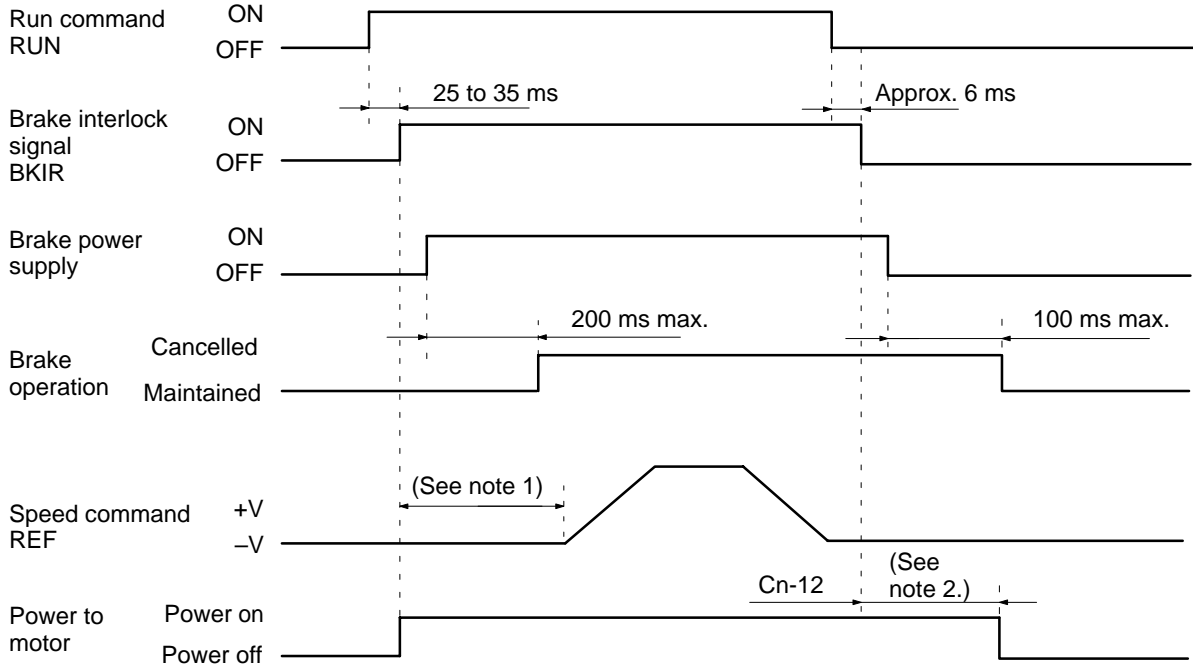 Run command
RUN
ON
OFF
25 to 35 ms
Approx. 6 ms
Brake interlock
signal
BKIR
ON
OFF
Brake power
supply
ON
OFF
200 ms max.
100 ms max.
Brake
operation
Cancelled
Maintained
(See note 1)
Speed command
REF
+V
–V
Cn-12
(See
note 2.)
Power to
motor
Power on
Power off